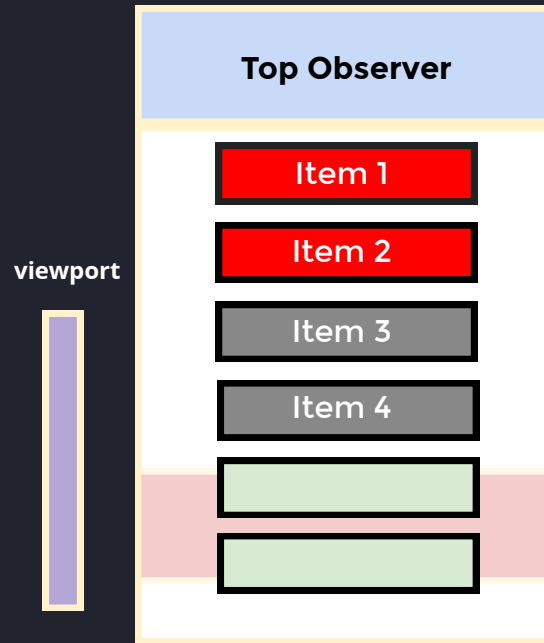 Top Observer
Item 1
Item 2
viewport
Item 3
Item 4